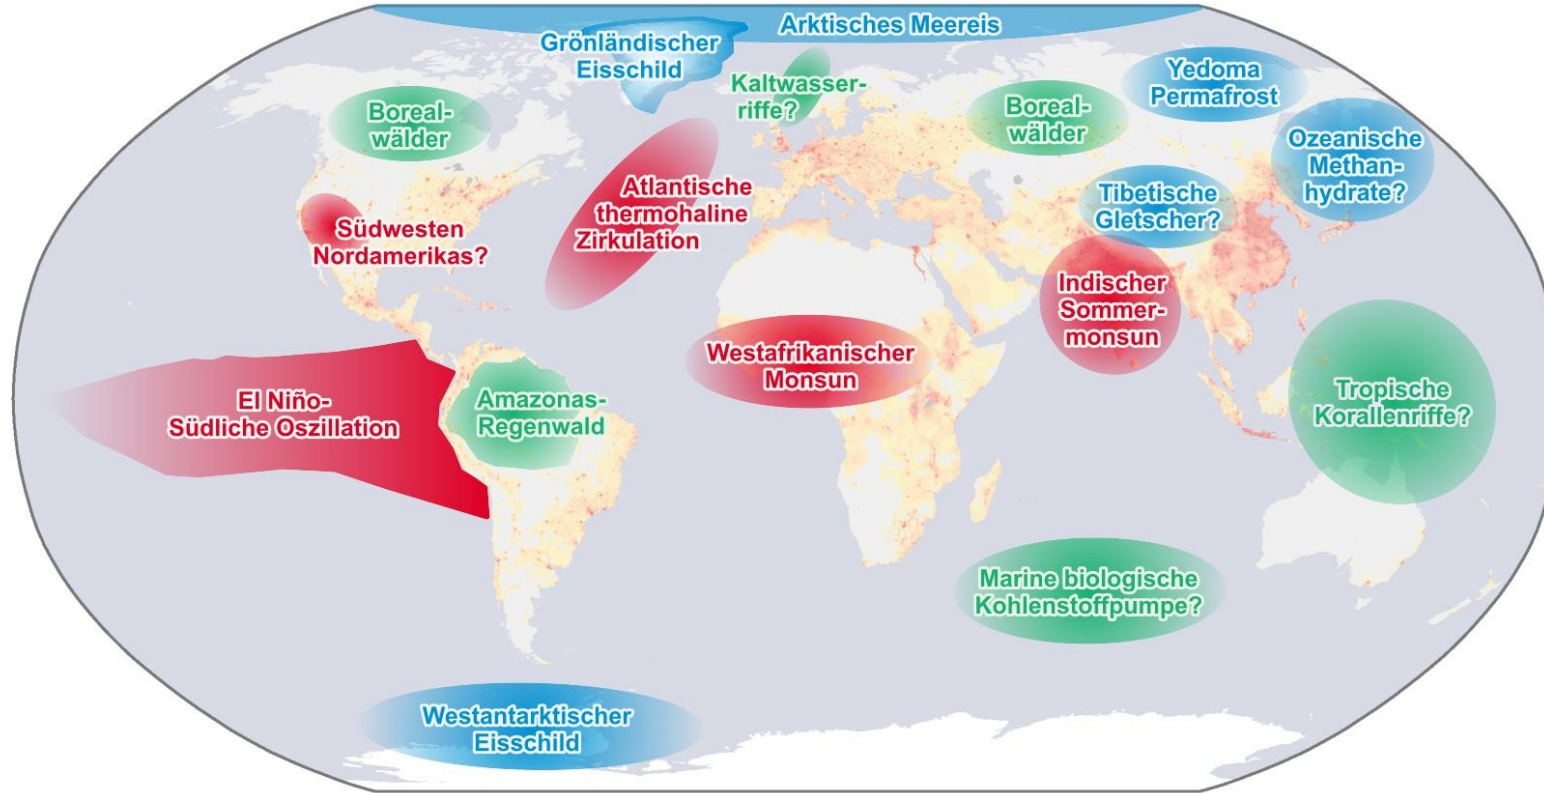 Arktisches Meereis
Grönländischer
Eisschild
Kaltwasser-
riffe?
Yedoma
Permafrost
Boreal-
wälder
Boreal-
wälder
Ozeanische
Methan-
hydrate?
Atlantische
thermohaline
Zirkulation
Tibetische
Gletscher?
Südwesten
Nordamerikas?
Indischer
Sommer-
monsun
Westafrikanischer
Monsun
El Niño-
Südliche Oszillation
Amazonas-
Regenwald
Tropische
Korallenriffe?
Marine biologische
Kohlenstoffpumpe?
Westantarktischer
Eisschild